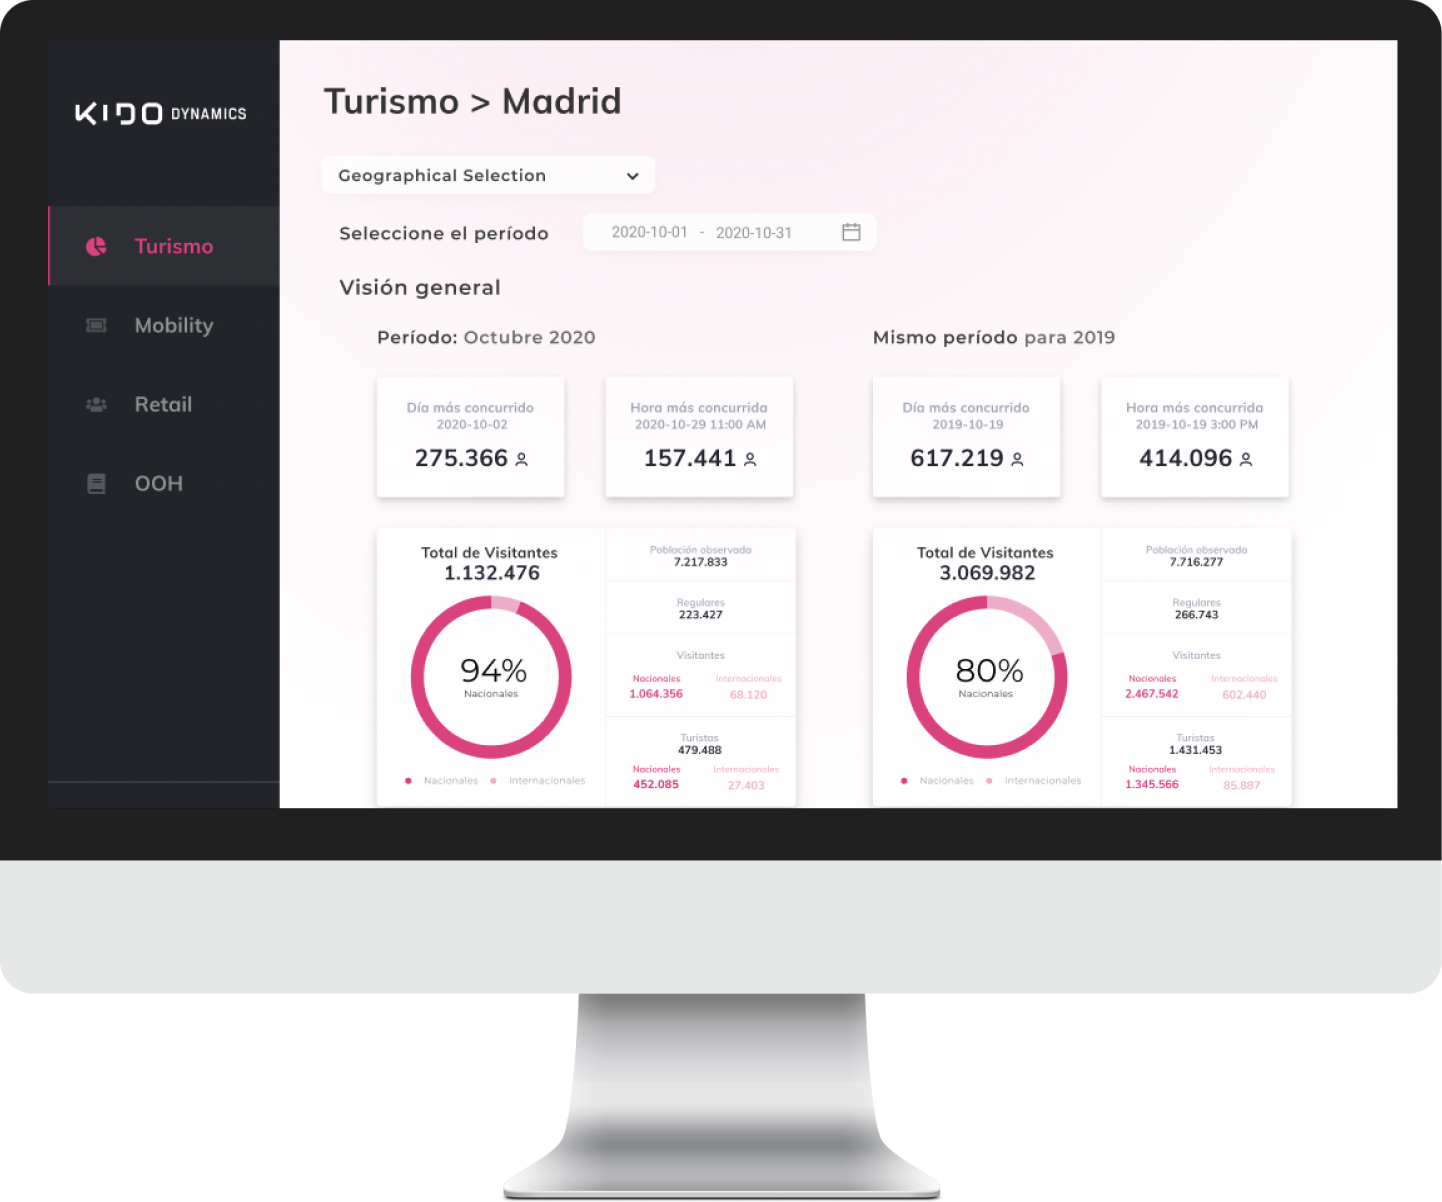 KIDO DYNAMICS
Turismo
Mobility
Retail
OOH
Turismo > Madrid
Geographical Selection
Seleccione el período
2020-10-01 - 2020-10-31
Visión general
Período: Octubre 2020
Día más concurrido
2020-10-02
275.366
Hora más concurrida
2020-10-29 11:00 AM
157.441
Total de Visitantes
1.132.476
94%
Nacionales
Nacionales
Internacionales
Población observada
7.217.833
Regulares
223.427
Visitantes
Nacionales Internacionales
1.064.356 68.120
Turistas
479.488
Nacionales Internacionales
452.085 27.403
Mismo período para 2019
Día más concurrido
2019-10-19
617.219
Hora más concurrida
2019-10-19 3:00 PM
414.096
Total de Visitantes
3.069.982
80%
Nacionales
Nacionales
Internacionales
Población observada
7.716.277
Regulares
266.743
Visitantes
Nacionales Internacionales
2.467.542 602.440
Turistas
1.431.453
Nacionales Internacionales
1.345.566 85.887